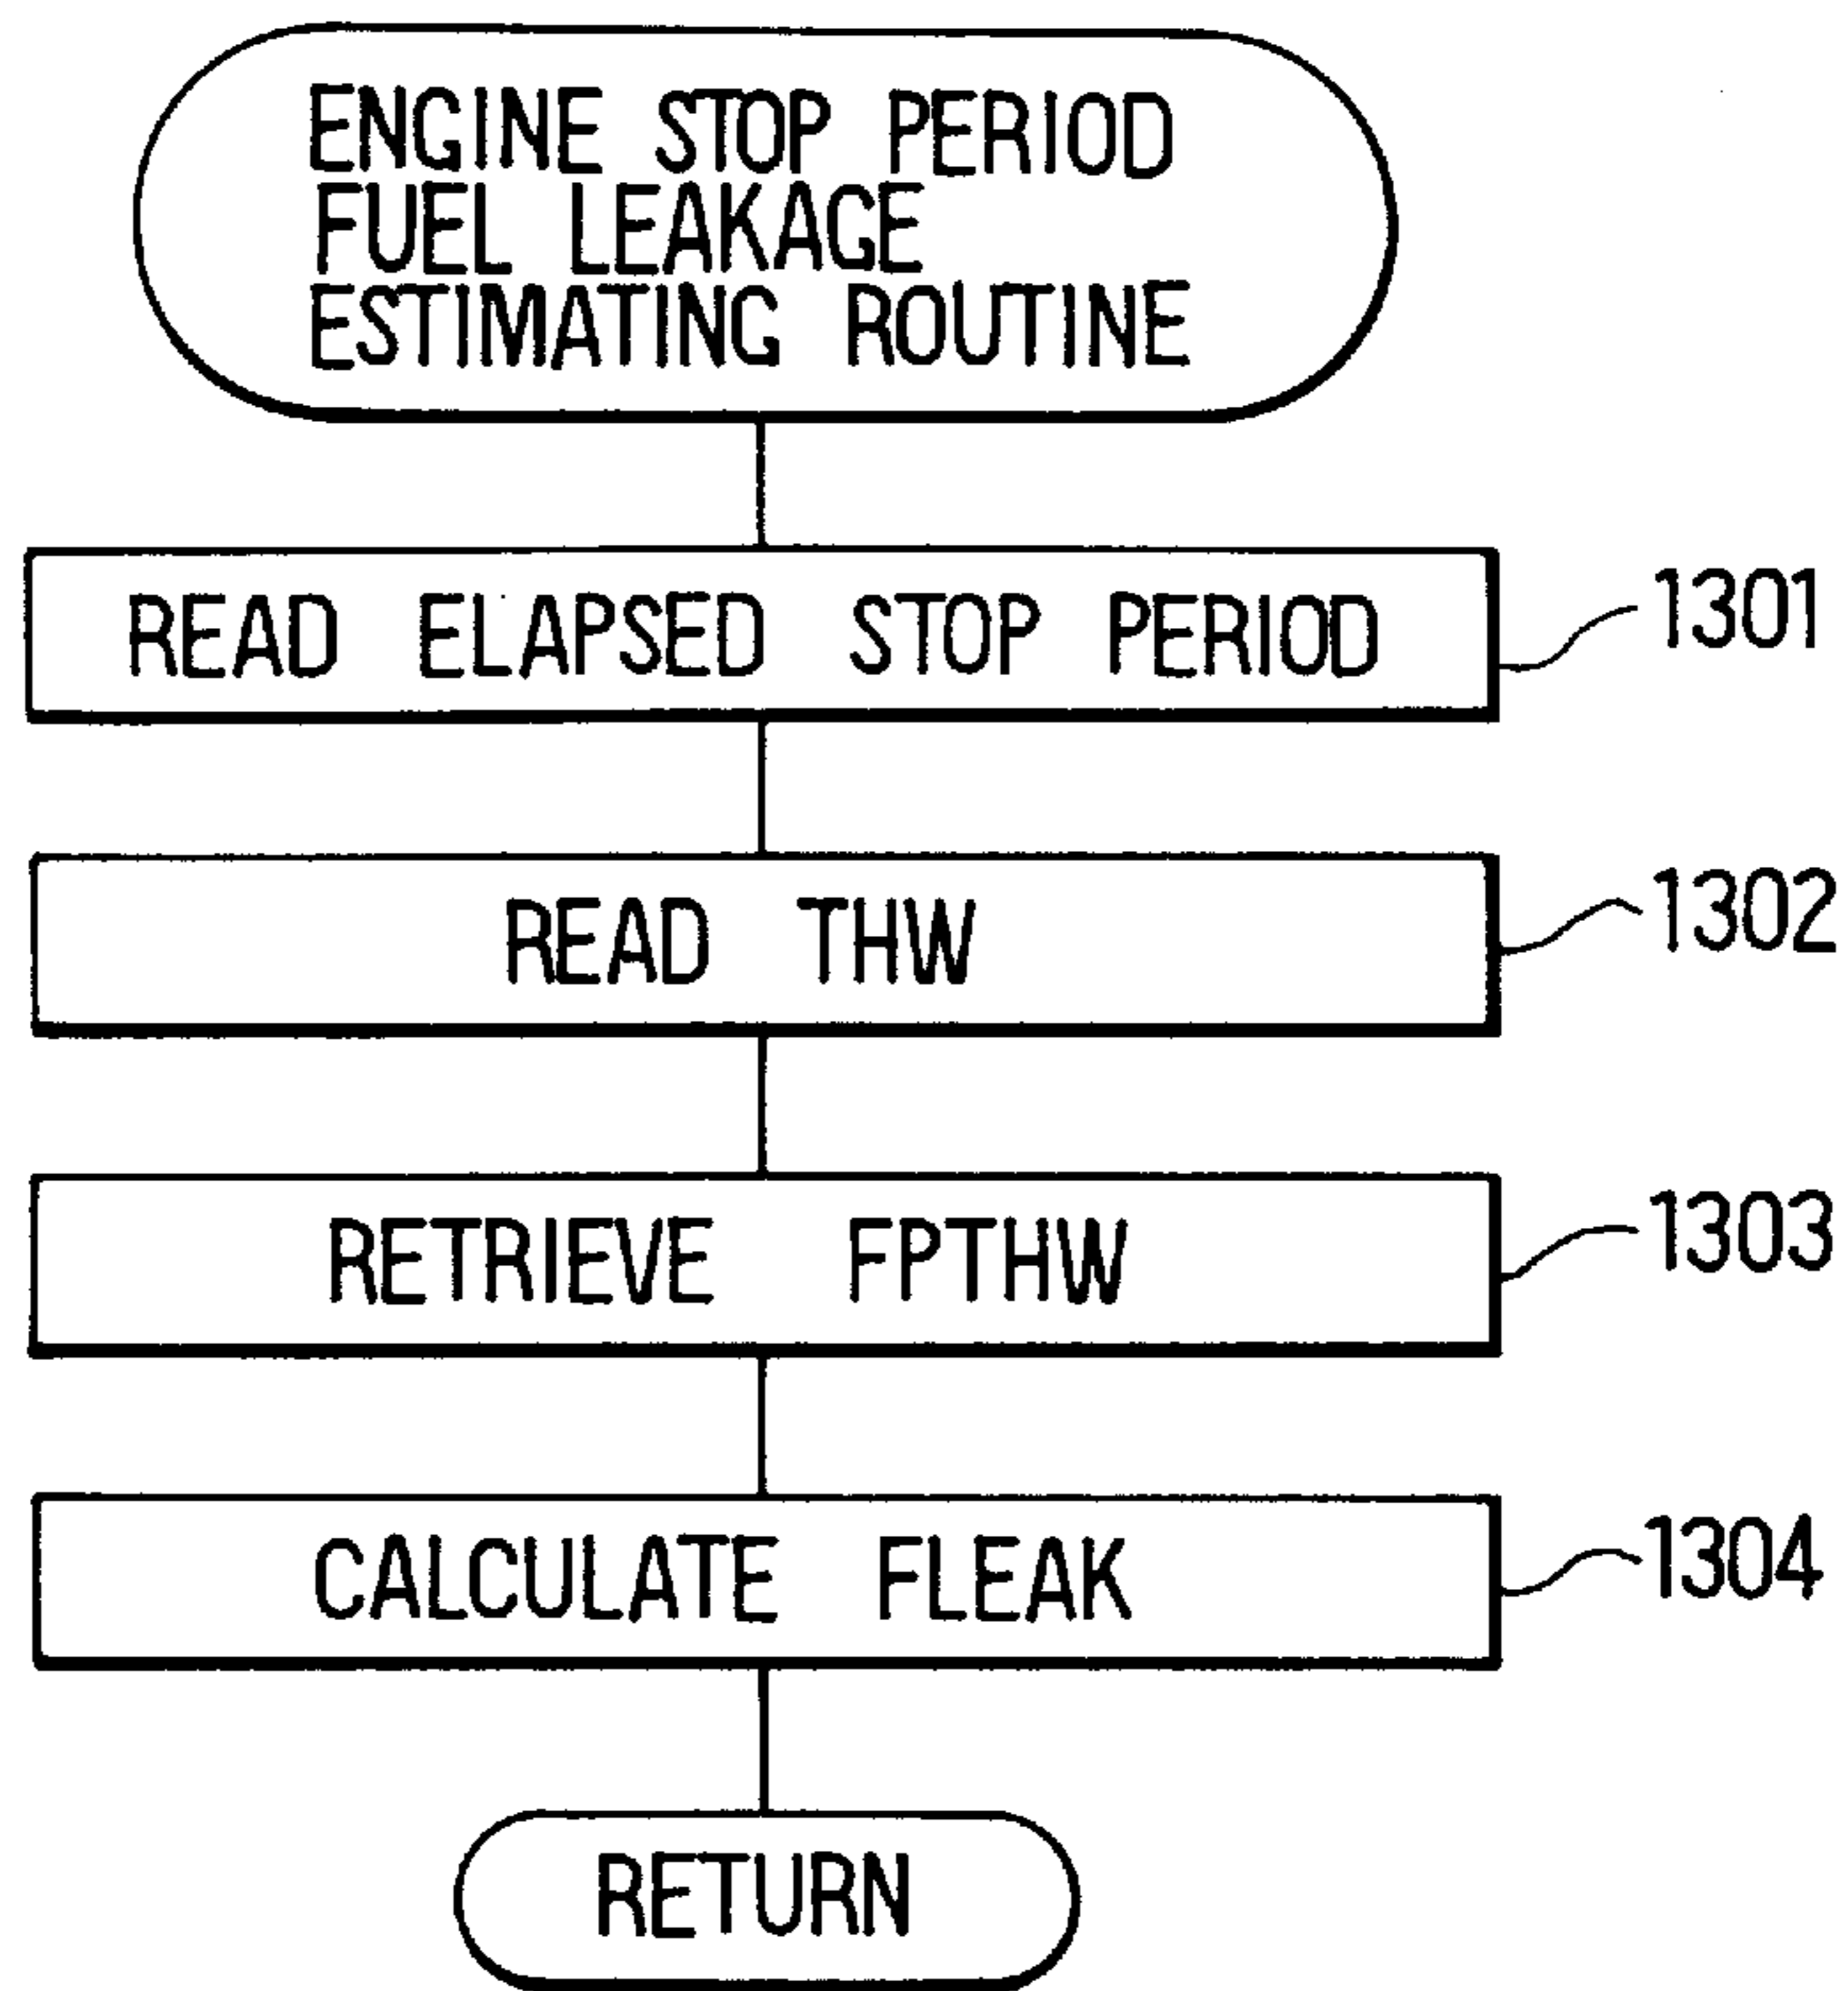 ENGINE STOP PERIOD
FUEL LEAKAGE
ESTIMATING ROUTINE
READ ELAPSED STOP PERIOD
1301
READ THW
1302
RETRIEVE FPTHW
1303
CALCULATE FLEAK
1304
RETURN